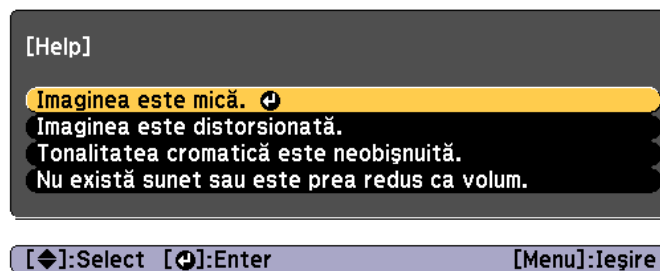 [Help]
Imaginea este mică.
Imaginea este distorsionată.
Tonalitatea cromatică este neobişnuită.
Nu există sunet sau este prea redus ca volum.
[◆]:Select [⏎]:Enter [Menu]:Ieşire